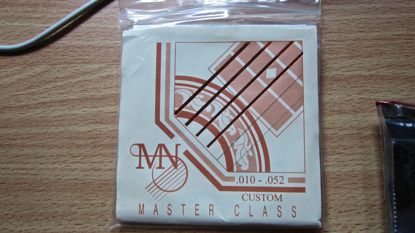 MN
.010 - .052
CUSTOM
MASTER CLASS